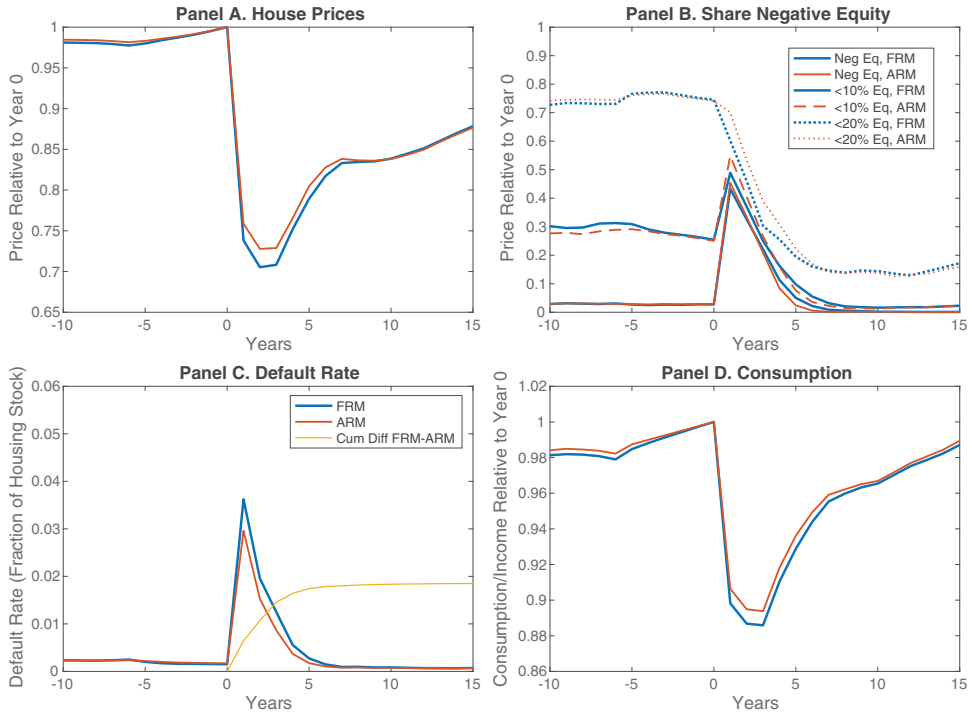 Panel A. House Prices
Price Relative to Year 0
1
0.95
0.9
0.85
0.8
0.75
0.7
0.65
-10 -5 0 5 10 15
Years
Panel B. Share Negative Equity
Price Relative to Year 0
1
0.9
0.8
0.7
0.6
0.5
0.4
0.3
0.2
0.1
0
Neg Eq, FRM
Neg Eq, ARM
<10% Eq, FRM
<10% Eq, ARM
<20% Eq, FRM
<20% Eq, ARM
-10 -5 0 5 10 15
Years
Panel C. Default Rate
Default Rate (Fraction of Housing Stock)
0.06
0.05
0.04
0.03
0.02
0.01
0
FRM
ARM
Cum Diff FRM-ARM
-10 -5 0 5 10 15
Years
Panel D. Consumption
Consumption/Income Relative to Year 0
1.02
1
0.98
0.96
0.94
0.92
0.9
0.88
0.86
-10 -5 0 5 10 15
Years